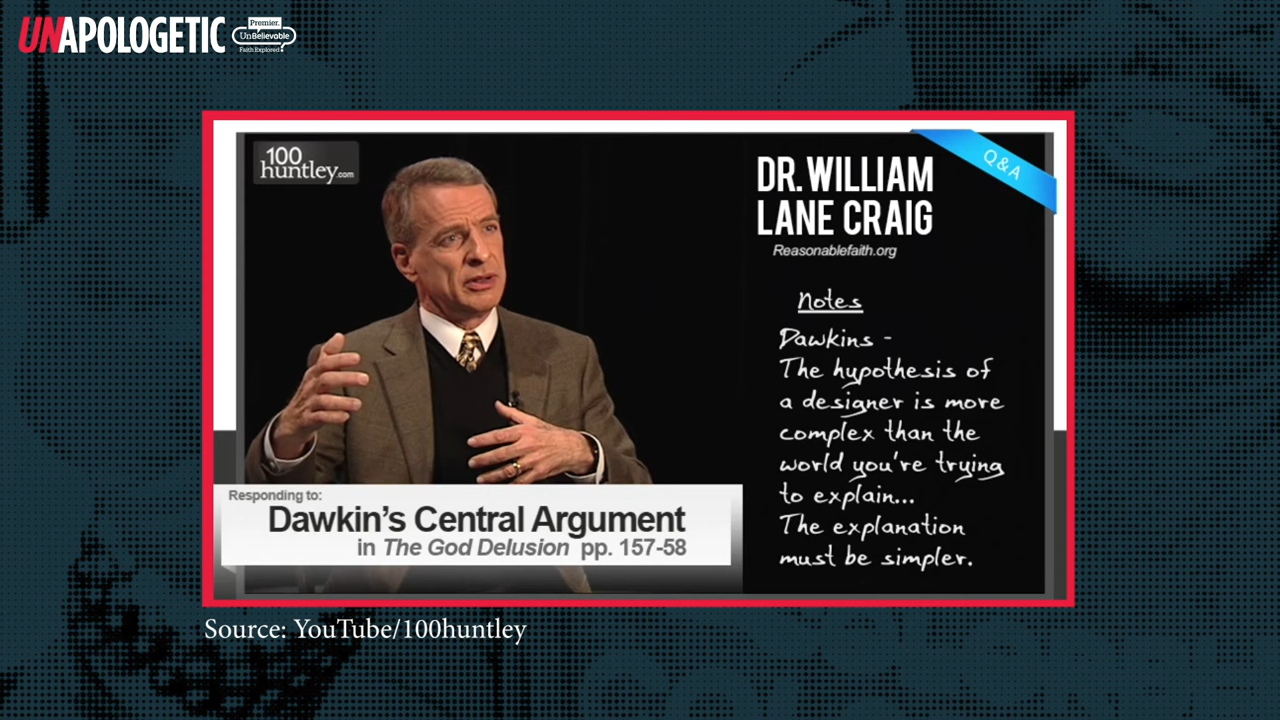 UNAPOLOGETIC
Premier.
UnBelievable
Faith Explored?
100
huntley.com
Q&A
DR. WILLIAM
LANE CRAIG
Reasonablefaith.org
Notes
Dawkins -
The hypothesis of
a designer is more
complex than the
world you're trying
to explain...
The explanation
must be simpler.
Responding to:
Dawkin's Central Argument
in The God Delusion pp. 157-58
Source: YouTube/100huntley